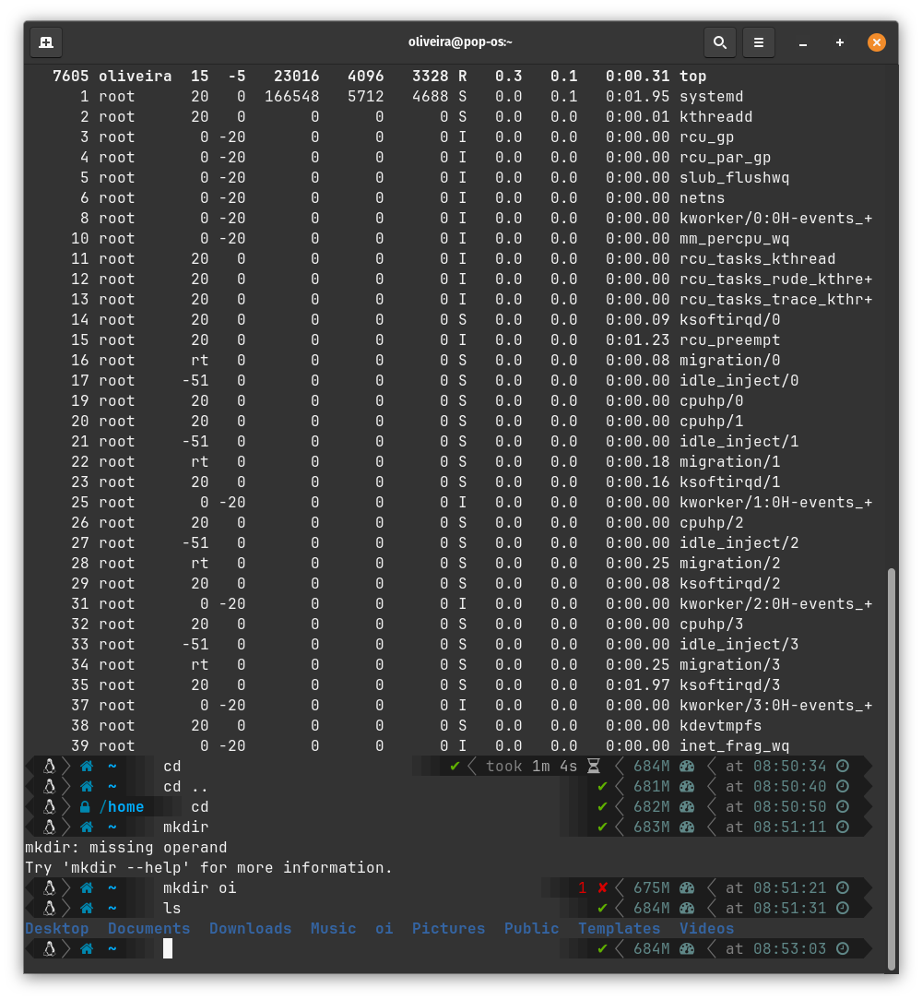 oliveira@pop-os:~
7605 oliveira 15 -5 23016 4096 3328 R 0.3 0.1 0:00.31 top
1 root 20 0 166548 5712 4688 S 0.0 0.1 0:01.95 systemd
2 root 20 0 0 0 0 S 0.0 0.0 0:00.01 kthreadd
3 root 0 -20 0 0 0 I 0.0 0.0 0:00.00 rcu_gp
4 root 0 -20 0 0 0 I 0.0 0.0 0:00.00 rcu_par_gp
5 root 0 -20 0 0 0 I 0.0 0.0 0:00.00 slub_flushwq
6 root 0 -20 0 0 0 I 0.0 0.0 0:00.00 netns
8 root 0 -20 0 0 0 I 0.0 0.0 0:00.00 kworker/0:0H-events_+
10 root 0 -20 0 0 0 I 0.0 0.0 0:00.00 mm_percpu_wq
11 root 20 0 0 0 0 I 0.0 0.0 0:00.00 rcu_tasks_kthread
12 root 20 0 0 0 0 I 0.0 0.0 0:00.00 rcu_tasks_rude_kthre+
13 root 20 0 0 0 0 I 0.0 0.0 0:00.00 rcu_tasks_trace_kthr+
14 root 20 0 0 0 0 S 0.0 0.0 0:00.09 ksoftirqd/0
15 root 20 0 0 0 0 I 0.0 0.0 0:01.23 rcu_preempt
16 root rt 0 0 0 0 S 0.0 0.0 0:00.08 migration/0
17 root -51 0 0 0 0 S 0.0 0.0 0:00.00 idle_inject/0
19 root 20 0 0 0 0 S 0.0 0.0 0:00.00 cpuhp/0
20 root 20 0 0 0 0 S 0.0 0.0 0:00.00 cpuhp/1
21 root -51 0 0 0 0 S 0.0 0.0 0:00.00 idle_inject/1
22 root rt 0 0 0 0 S 0.0 0.0 0:00.18 migration/1
23 root 20 0 0 0 0 S 0.0 0.0 0:00.16 ksoftirqd/1
25 root 0 -20 0 0 0 I 0.0 0.0 0:00.00 kworker/1:0H-events_+
26 root 20 0 0 0 0 S 0.0 0.0 0:00.00 cpuhp/2
27 root -51 0 0 0 0 S 0.0 0.0 0:00.00 idle_inject/2
28 root rt 0 0 0 0 S 0.0 0.0 0:00.25 migration/2
29 root 20 0 0 0 0 S 0.0 0.0 0:00.08 ksoftirqd/2
31 root 0 -20 0 0 0 I 0.0 0.0 0:00.00 kworker/2:0H-events_+
32 root 20 0 0 0 0 S 0.0 0.0 0:00.00 cpuhp/3
33 root -51 0 0 0 0 S 0.0 0.0 0:00.00 idle_inject/3
34 root rt 0 0 0 0 S 0.0 0.0 0:00.25 migration/3
35 root 20 0 0 0 0 S 0.0 0.0 0:01.97 ksoftirqd/3
37 root 0 -20 0 0 0 I 0.0 0.0 0:00.00 kworker/3:0H-events_+
38 root 20 0 0 0 0 S 0.0 0.0 0:00.00 kdevtmpfs
39 root 0 -20 0 0 0 I 0.0 0.0 0:00.00 inet_frag_wq
~ cd ✔ took 1m 4s 684M at 08:50:34
~ cd .. ✔ 681M at 08:50:40
/home cd ✔ 682M at 08:50:50
~ mkdir ✔ 683M at 08:51:11
mkdir: missing operand
Try 'mkdir --help' for more information.
~ mkdir oi 1 ✘ 675M at 08:51:21
~ ls ✔ 684M at 08:51:31
Desktop Documents Downloads Music oi Pictures Public Templates Videos
~ ✔ 684M at 08:53:03